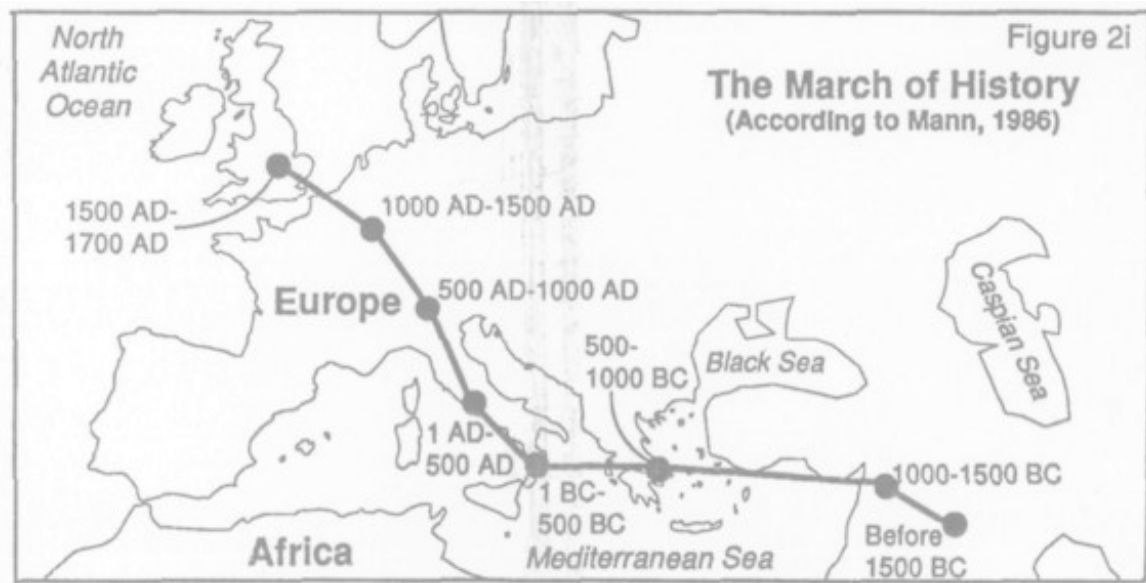 North
Atlantic
Ocean
Figure 2i
The March of History
(According to Mann, 1986)
1500 AD-
1700 AD
1000 AD-1500 AD
Europe
500 AD-1000 AD
500-
1000 BC
Black Sea
Caspian Sea
1 AD-
500 AD
1 BC-
500 BC
1000-1500 BC
Before
1500 BC
Africa
Mediterranean Sea